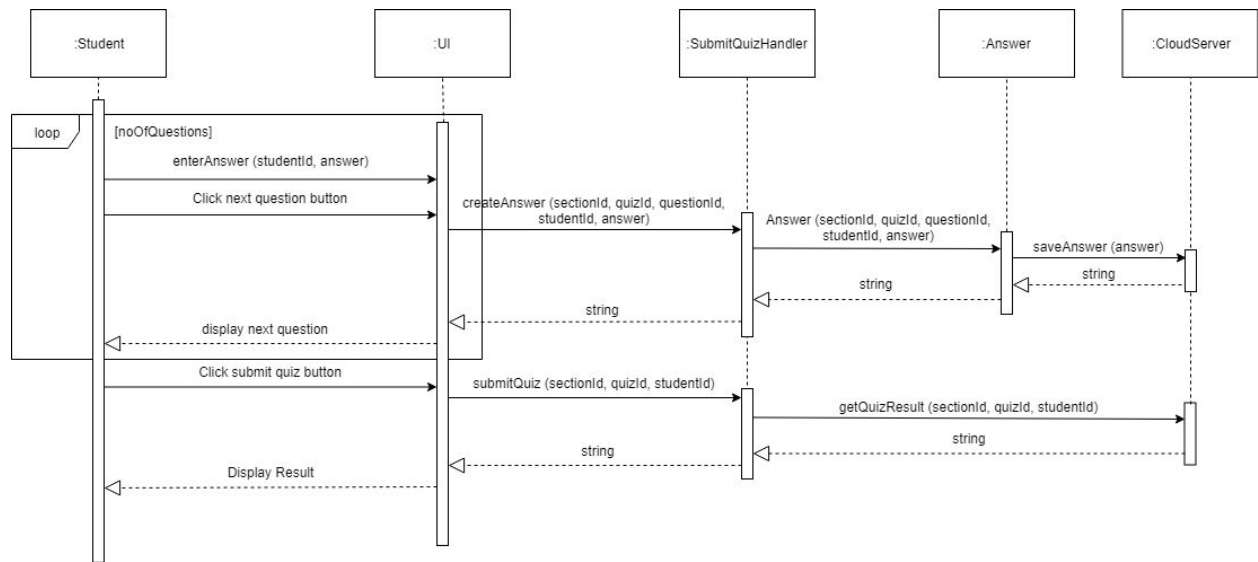 :Student
:UI
:SubmitQuizHandler
:Answer
:CloudServer
loop
[noOfQuestions]
enterAnswer (studentId, answer)
Click next question button
createAnswer (sectionId, quizId, questionId,
studentId, answer)
Answer (sectionId, quizId, questionId,
studentId, answer)
saveAnswer (answer)
string
string
string
display next question
Click submit quiz button
submitQuiz (sectionId, quizId, studentId)
getQuizResult (sectionId, quizId, studentId)
string
string
Display Result